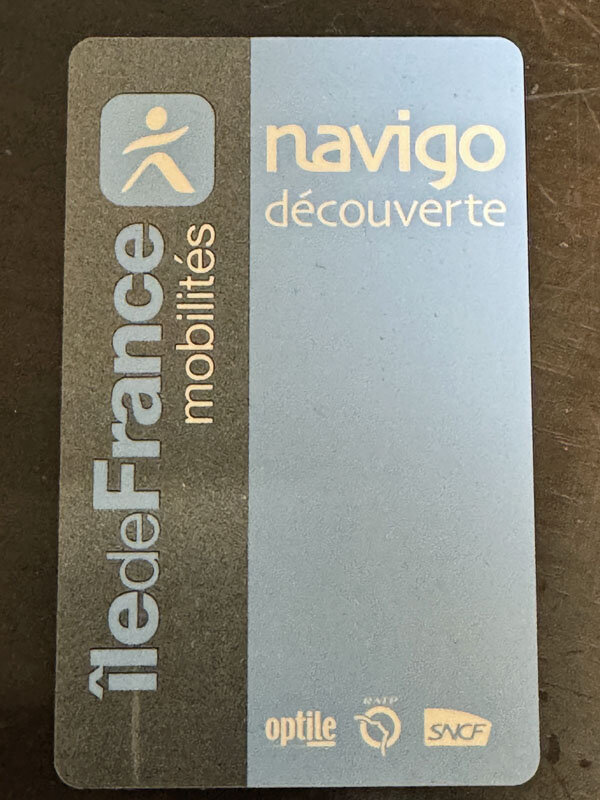 navigo
découverte
îledeFrance
mobilités
optile
RATP
SNCF